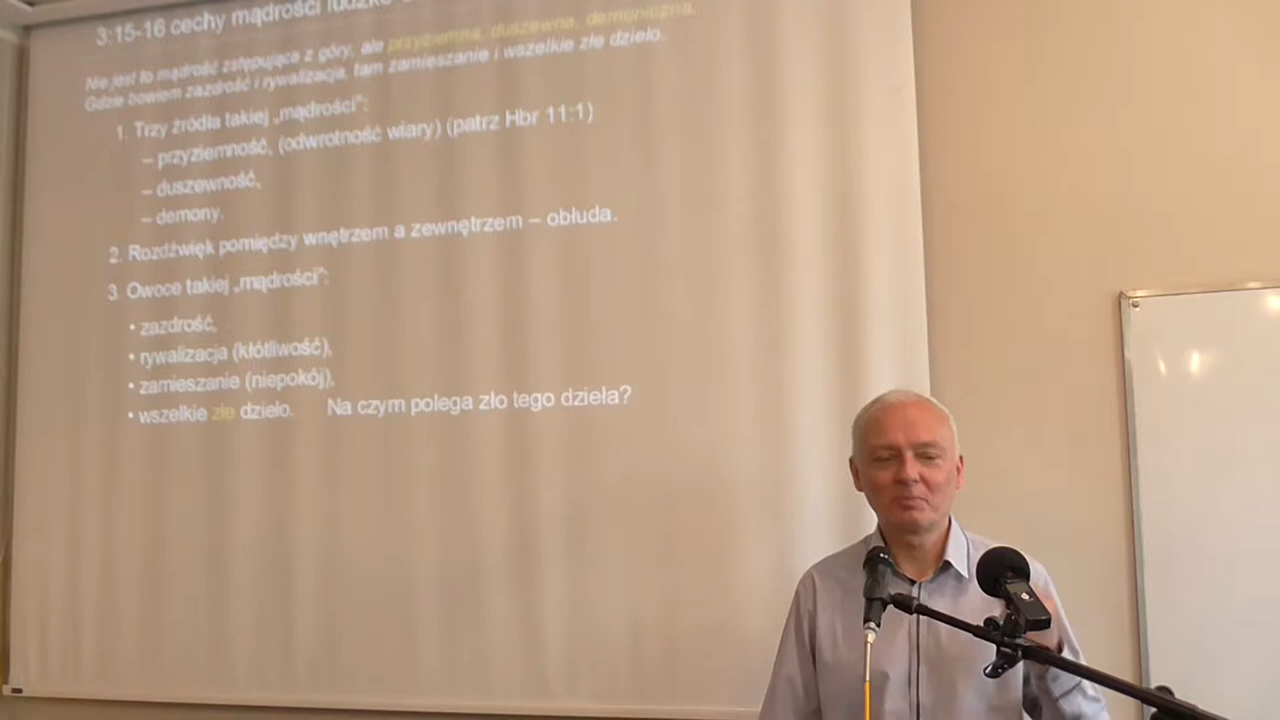 3:15-16 cechy mądrości ludzkie
Nie jest to mądrość zstępująca z góry, ale przyziemna, duszewna, demoniczna.
Gdzie bowiem zazdrość i rywalizacja, tam zamieszanie i wszelkie złe dzieło.
1. Trzy źródła takiej „mądrości”:
– przyziemność, (odwrotność wiary) (patrz Hbr 11:1)
– duszewność,
– demony.
2. Rozdźwięk pomiędzy wnętrzem a zewnętrzem – obłuda.
3. Owoce takiej „mądrości”:
• zazdrość,
• rywalizacja (kłótliwość),
• zamieszanie (niepokój),
• wszelkie złe dzieło. Na czym polega zło tego dzieła?